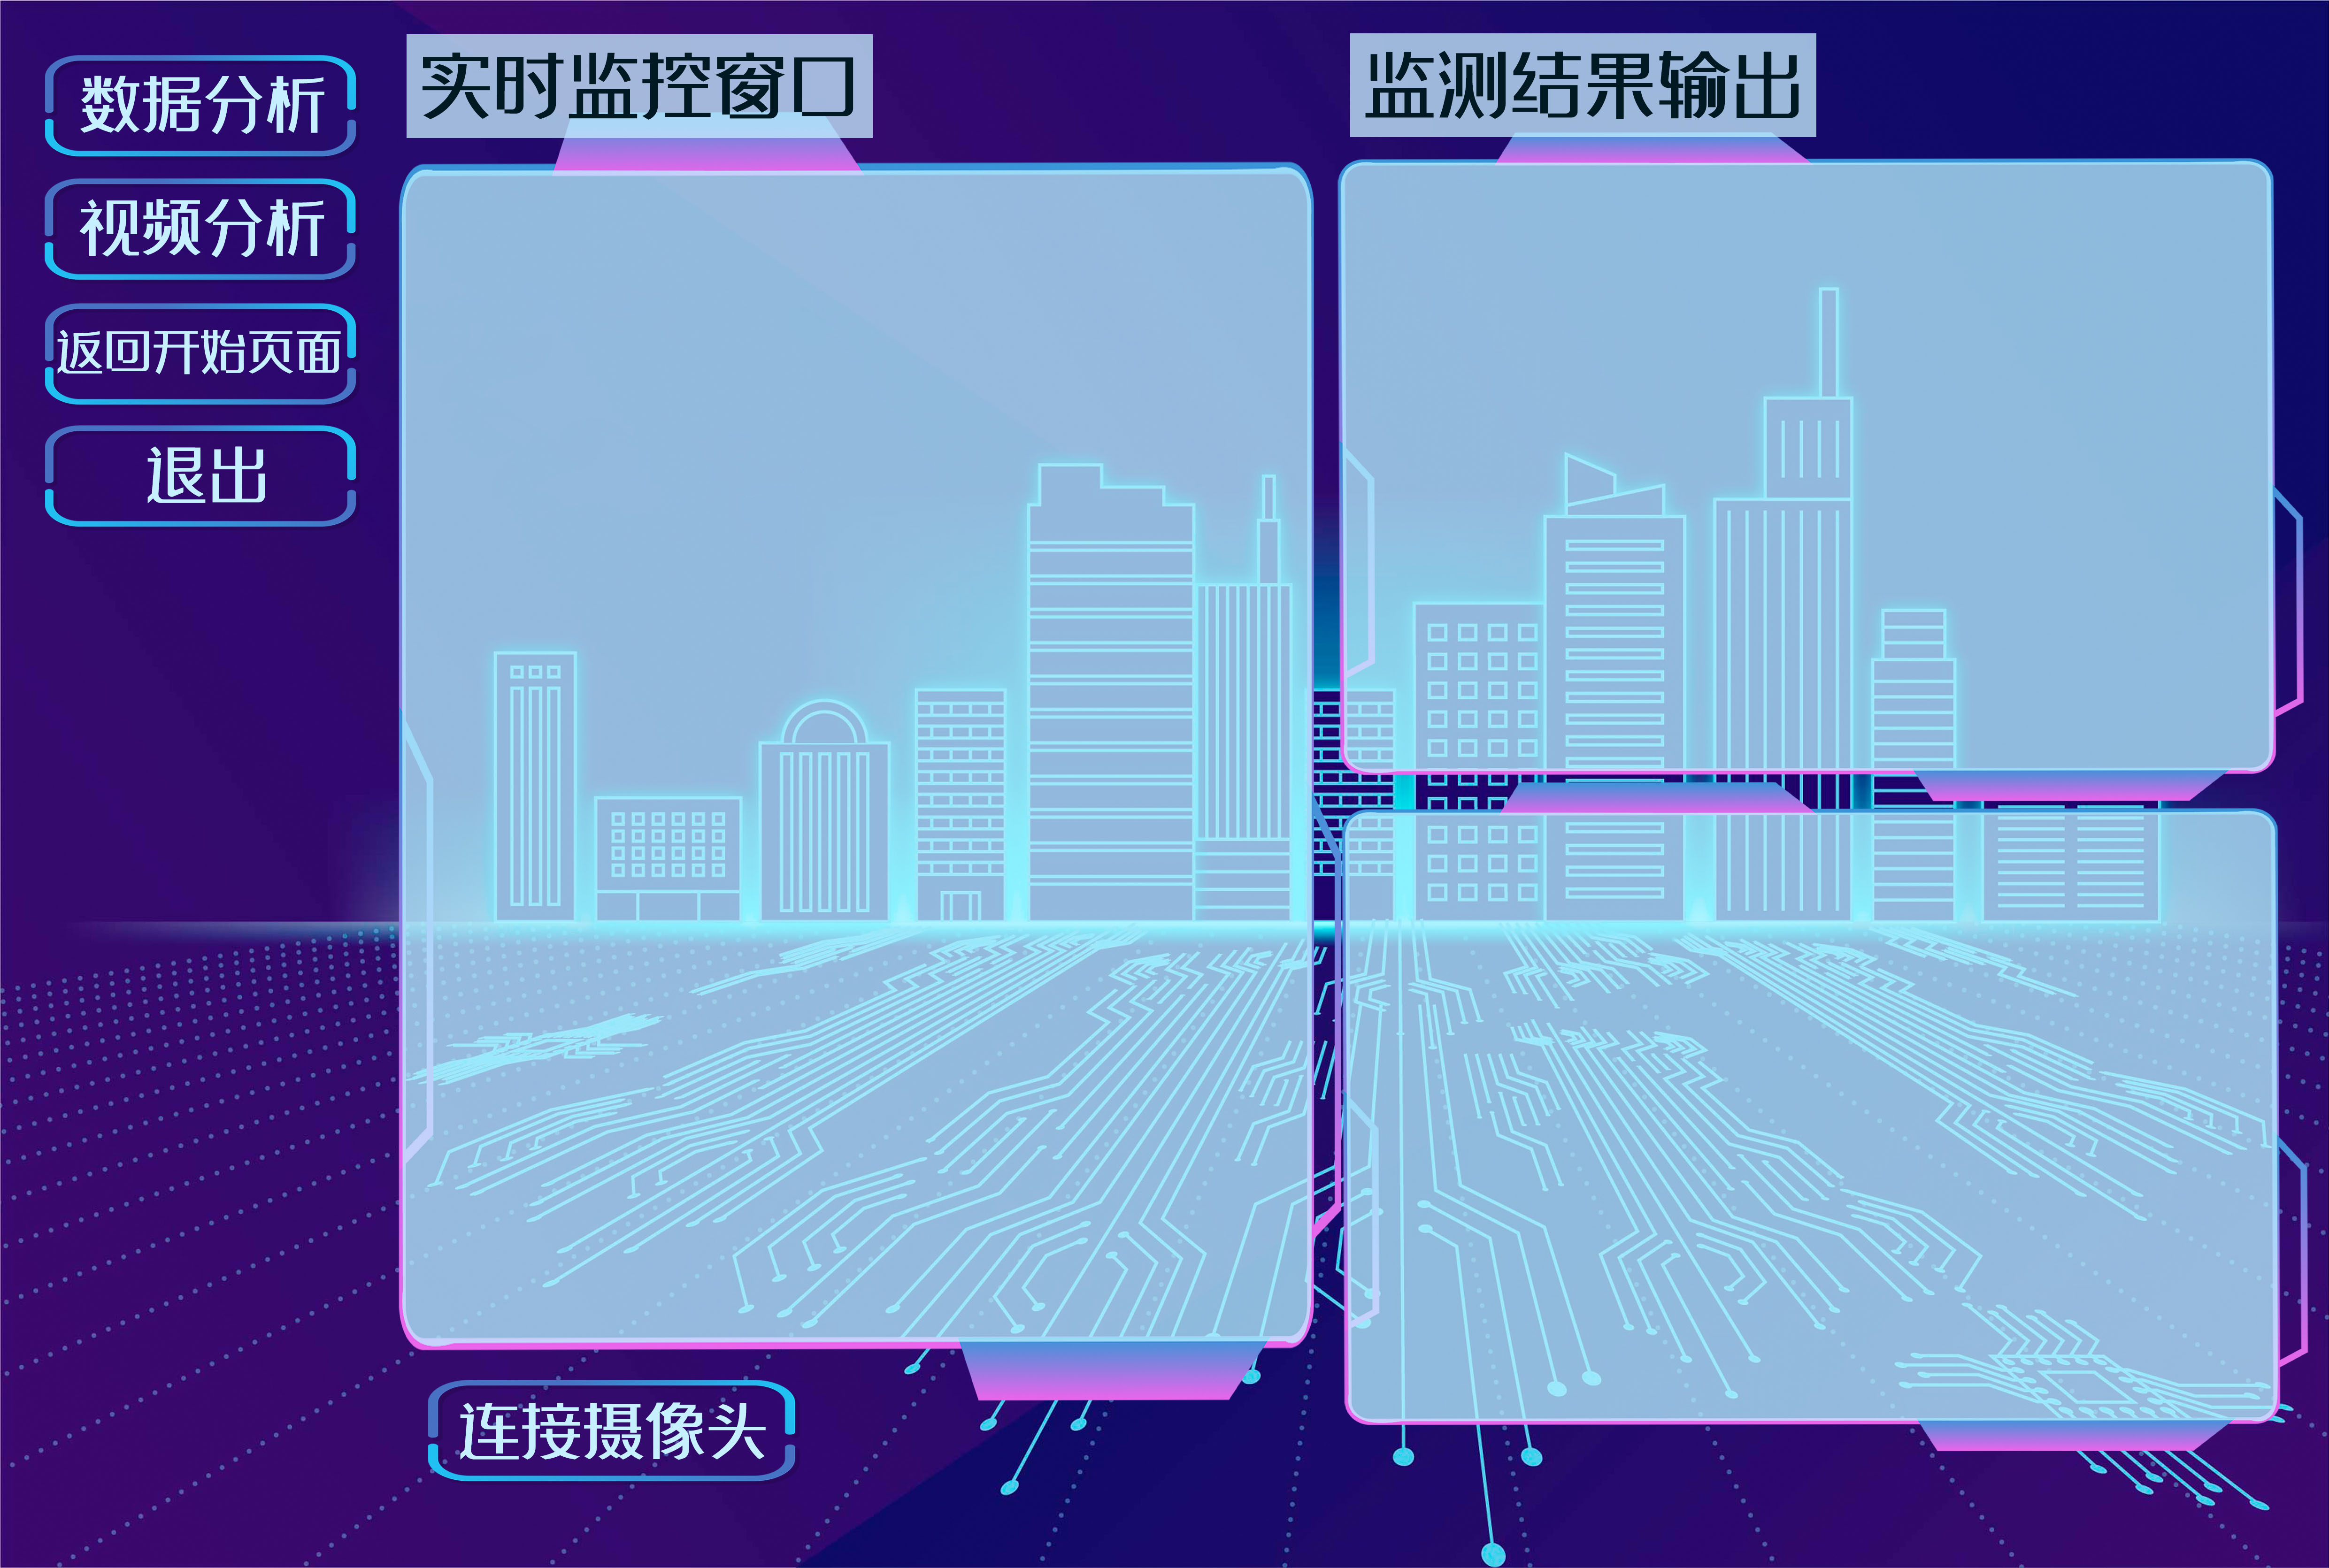 数据分析
视频分析
返回开始页面
退出
实时监控窗口
监测结果输出
连接摄像头